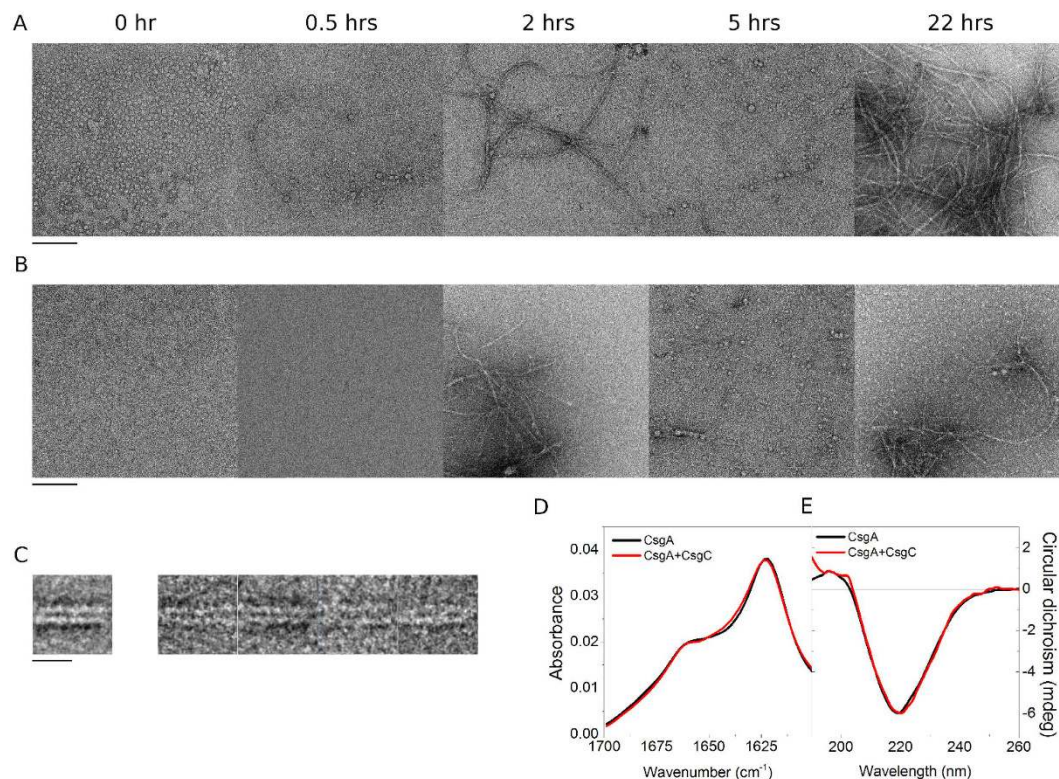 A
0 hr 0.5 hrs 2 hrs 5 hrs 22 hrs
B
C
D
CsgA
CsgA+CsgC
Absorbance
0.04
0.03
0.02
0.01
0.00
1700 1675 1650 1625
Wavenumber (cm⁻¹)
E
CsgA
CsgA+CsgC
2
0
-2
-4
-6
Circular dichroism (mdeg)
200 220 240 260
Wavelength (nm)